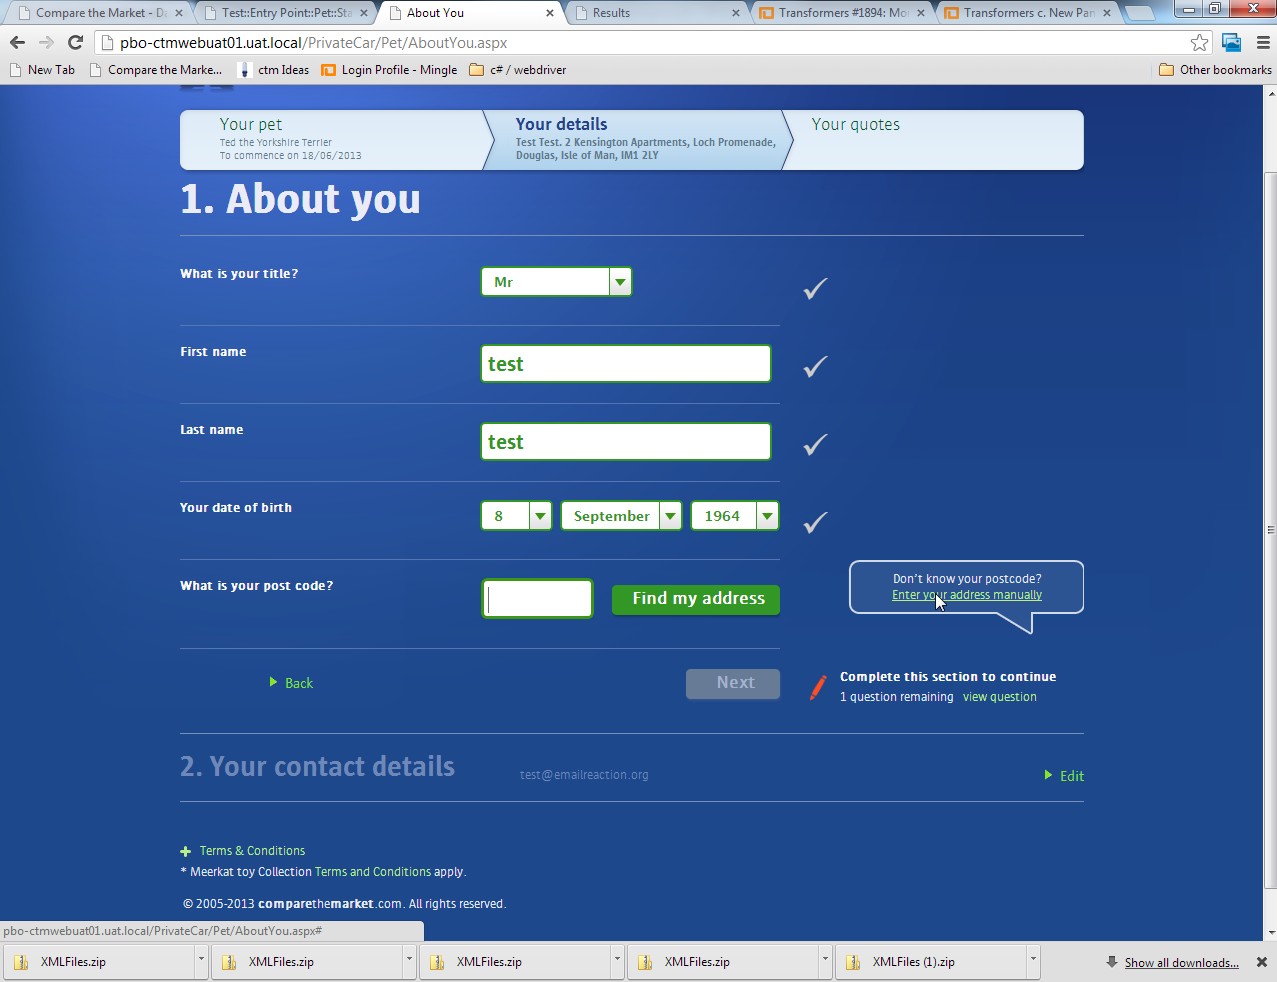 Compare the Market - D
Test::Entry Point::Pet::Sta
About You
Results
Transformers #1894: Mo
Transformers c. New Pan
pbo-ctmwebuat01.uat.local/PrivateCar/Pet/AboutYou.aspx
New Tab
Compare the Marke...
ctm Ideas
Login Profile - Mingle
c# / webdriver
Other bookmarks
Your pet
Ted the Yorkshire Terrier
To commence on 18/06/2013
Your details
Test Test. 2 Kensington Apartments, Loch Promenade,
Douglas, Isle of Man, IM1 2LY
Your quotes
1. About you
What is your title?
Mr
First name
test
Last name
test
Your date of birth
8
September
1964
What is your post code?
Find my address
Don't know your postcode?
Enter your address manually
Back
Next
Complete this section to continue
1 question remaining view question
2. Your contact details
test@emailreaction.org
Edit
Terms & Conditions
* Meerkat toy Collection Terms and Conditions apply.
© 2005-2013 comparethemarket.com. All rights reserved.
pbo-ctmwebuat01.uat.local/PrivateCar/Pet/AboutYou.aspx#
XMLFiles.zip
XMLFiles.zip
XMLFiles.zip
XMLFiles.zip
XMLFiles (1).zip
Show all downloads...